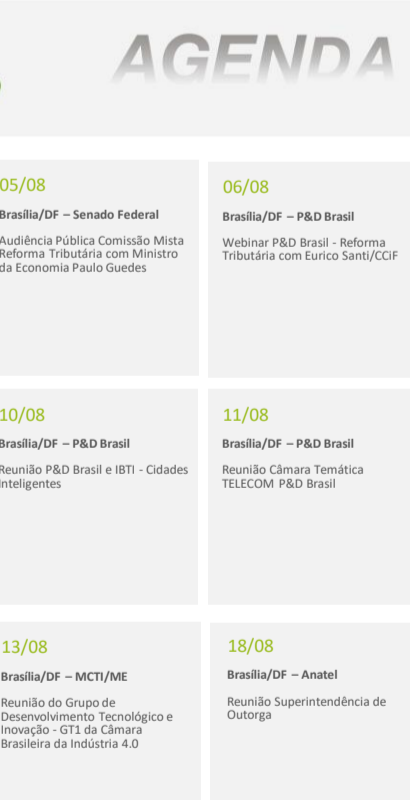 AGENDA
05/08
Brasília/DF – Senado Federal
Audiência Pública Comissão Mista
Reforma Tributária com Ministro
da Economia Paulo Guedes
06/08
Brasília/DF – P&D Brasil
Webinar P&D Brasil - Reforma
Tributária com Eurico Santi/CCiF
10/08
Brasília/DF – P&D Brasil
Reunião P&D Brasil e IBTI - Cidades
Inteligentes
11/08
Brasília/DF – P&D Brasil
Reunião Câmara Temática
TELECOM P&D Brasil
13/08
Brasília/DF – MCTI/ME
Reunião do Grupo de
Desenvolvimento Tecnológico e
Inovação - GT1 da Câmara
Brasileira da Indústria 4.0
18/08
Brasília/DF – Anatel
Reunião Superintendência de
Outorga